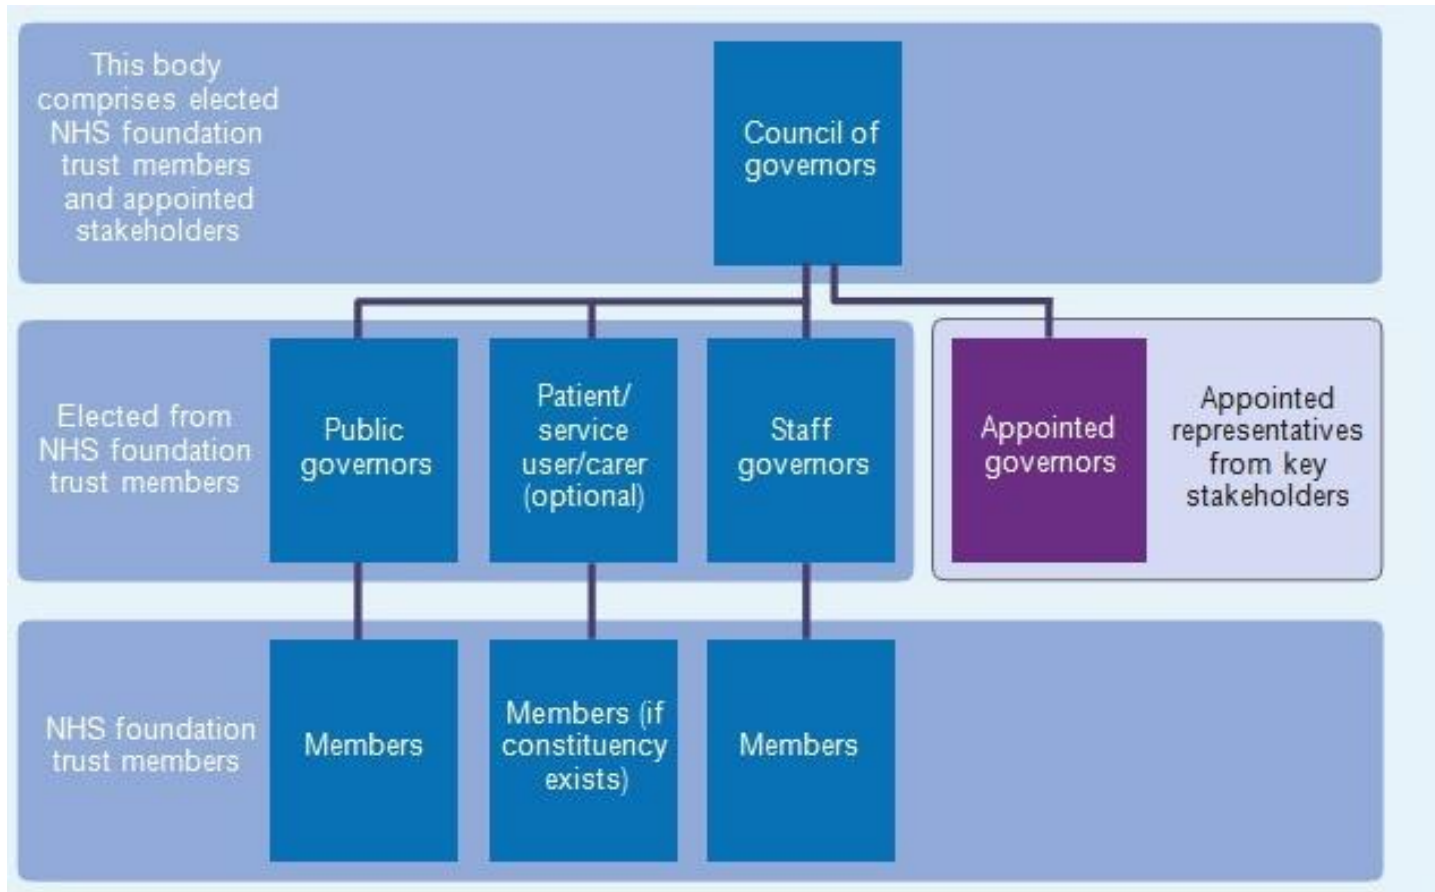 This body
comprises elected
NHS foundation
trust members
and appointed
stakeholders
Council of
governors
Elected from
NHS foundation
trust members
Public
governors
Patient/
service
user/carer
(optional)
Staff
governors
Appointed
governors
Appointed
representatives
from key
stakeholders
NHS foundation
trust members
Members
Members (if
constituency
exists)
Members